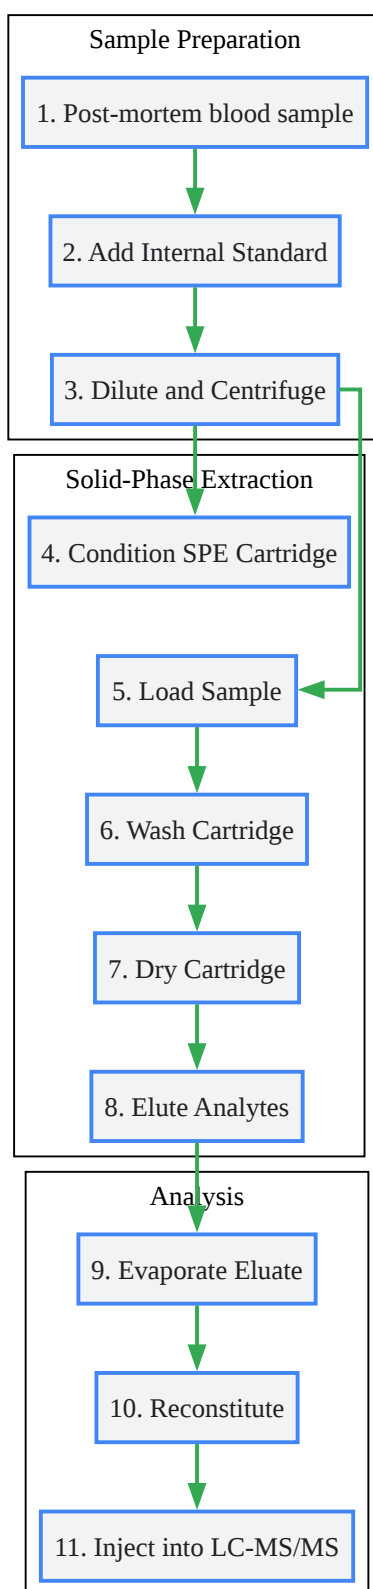 Sample Preparation
1. Post-mortem blood sample
2. Add Internal Standard
3. Dilute and Centrifuge
Solid-Phase Extraction
4. Condition SPE Cartridge
5. Load Sample
6. Wash Cartridge
7. Dry Cartridge
8. Elute Analytes
Analysis
9. Evaporate Eluate
10. Reconstitute
11. Inject into LC-MS/MS